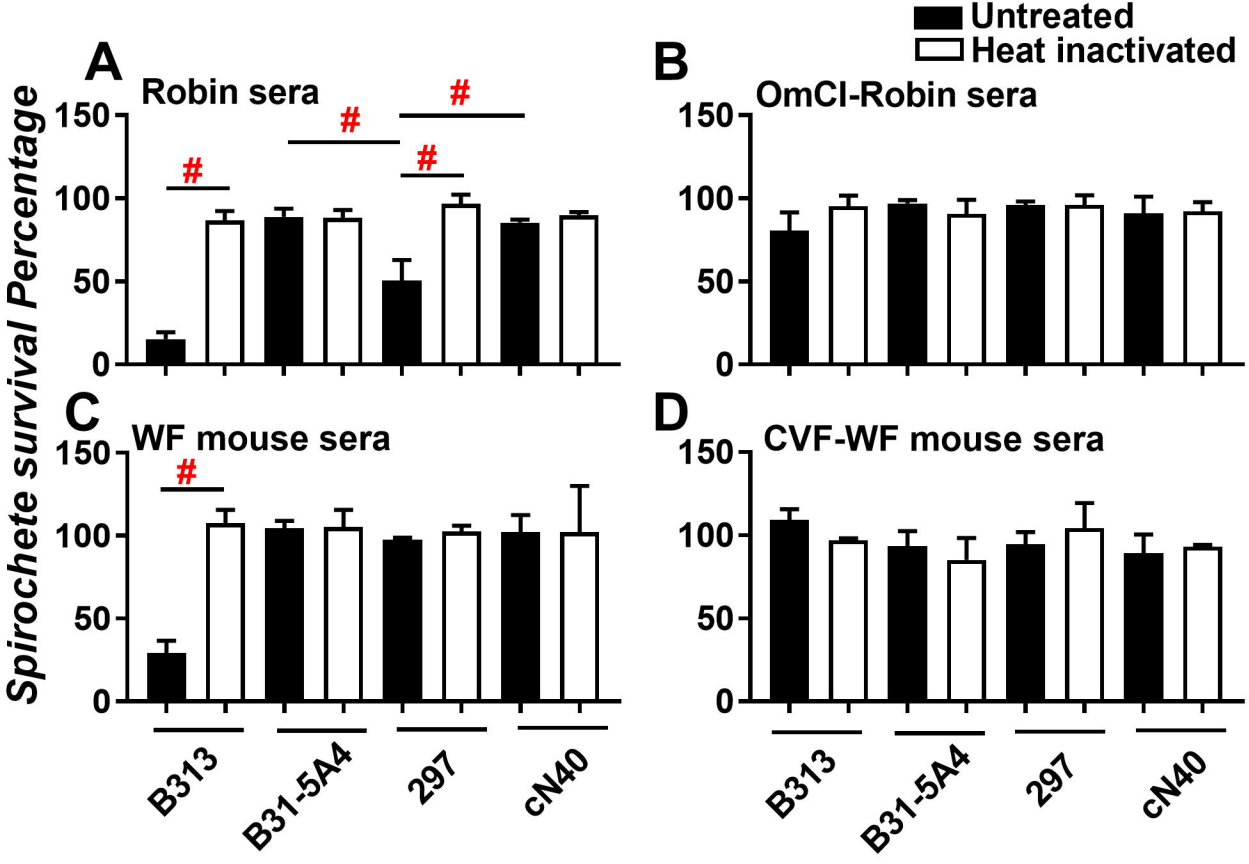 Untreated
Heat inactivated
Spirochete survival Percentage
A
Robin sera
150
100
50
0
#
#
#
#
B
OmCI-Robin sera
150
100
50
0
C
WF mouse sera
150
100
50
0
#
B313
B31-5A4
297
cN40
D
CVF-WF mouse sera
150
100
50
0
B313
B31-5A4
297
cN40